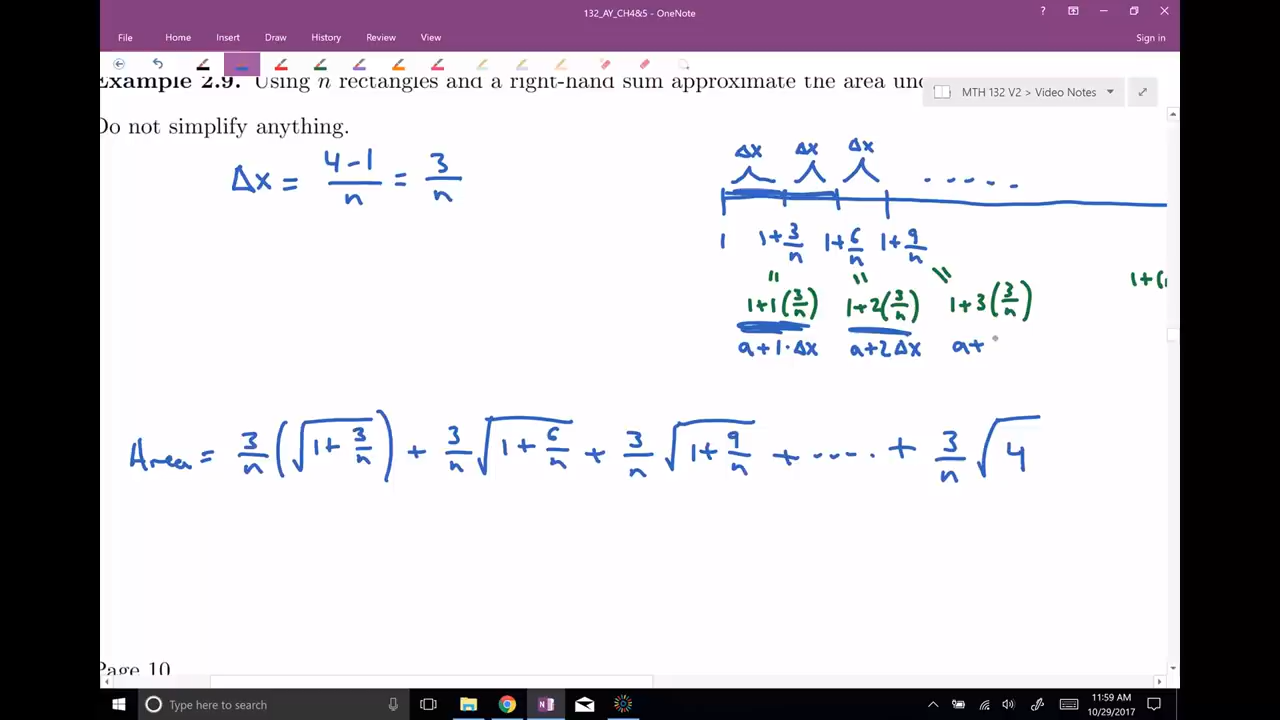 132_AY_CH4&5 - OneNote
File Home Insert Draw History Review View Sign in
Example 2.9. Using n rectangles and a right-hand sum approximate the area un
MTH 132 V2 > Video Notes
Do not simplify anything.
Δx = (4-1)/n = 3/n
Δx Δx Δx
.....
1 1+3/n 1+6/n 1+9/n
= = =
1+1(3/n) 1+2(3/n) 1+3(3/n) 1+(
a+1·Δx a+2Δx a+
Area = 3/n(√(1+3/n)) + 3/n √(1+6/n) + 3/n √(1+9/n) + ..... + 3/n √4
Page 10
Type here to search
11:59 AM
10/29/2017